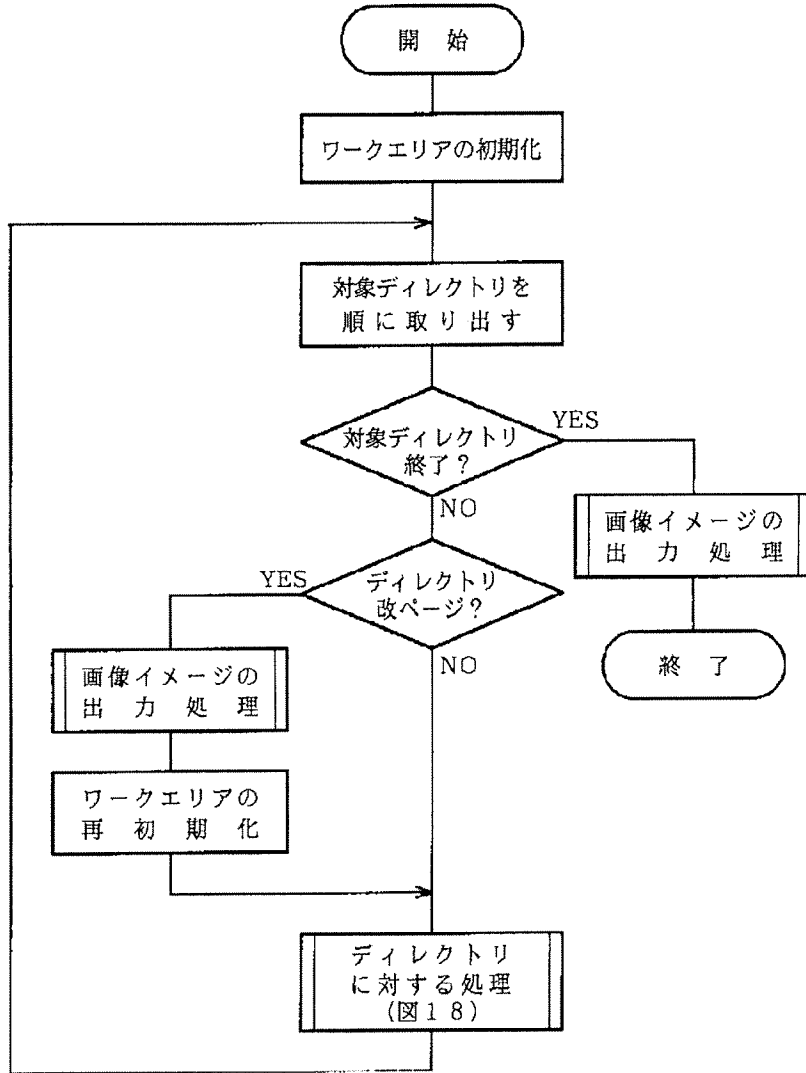 開始
ワークエリアの初期化
対象ディレクトリを
順に取り出す
対象ディレクトリ
終了?
YES
NO
画像イメージの
出力処理
終了
ディレクトリ
改ページ?
YES
NO
画像イメージの
出力処理
ワークエリアの
再初期化
ディレクトリ
に対する処理
(図18)